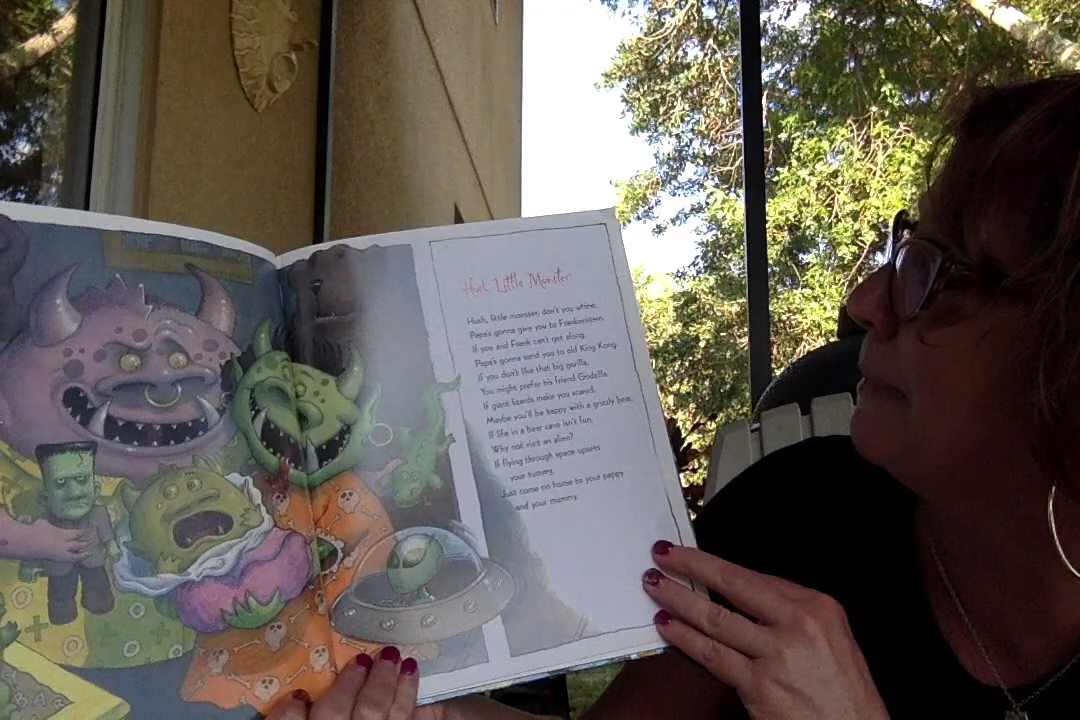 Hush, Little Monster
Hush, little monster, don't you whine,
Papa's gonna give you to Frankenstein.
If you and Frank can't get along,
Papa's gonna send you to old King Kong.
If you don't like that big gorilla,
You might prefer his friend Godzilla.
If giant lizards make you scared,
Maybe you'll be happy with a grizzly bear.
If life in a bear cave isn't fun,
Why not visit an alien?
If flying through space upsets
your tummy,
Just come on home to your pappy
and your mummy.